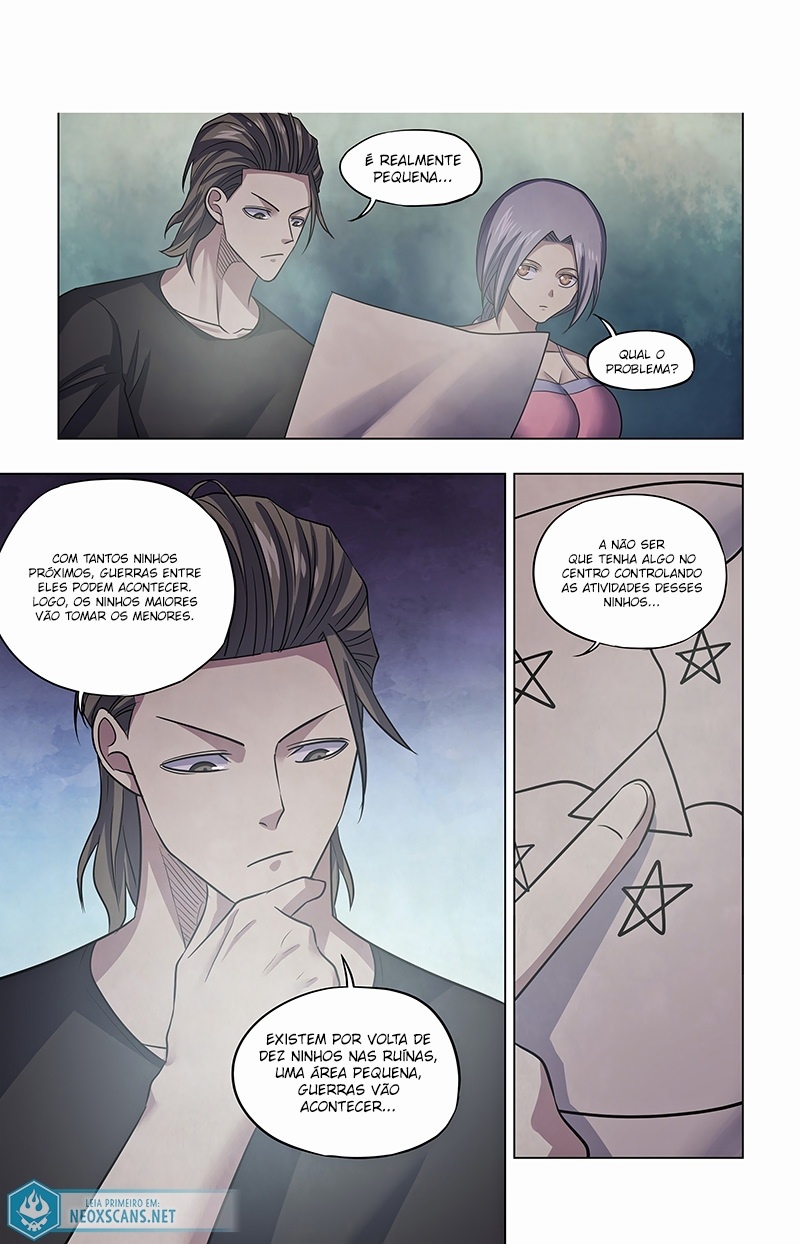 É REALMENTE
PEQUENA...
QUAL O
PROBLEMA?
COM TANTOS NINHOS
PRÓXIMOS, GUERRAS ENTRE
ELES PODEM ACONTECER.
LOGO, OS NINHOS MAIORES
VÃO TOMAR OS MENORES.
EXISTEM POR VOLTA DE
DEZ NINHOS NAS RUÍNAS,
UMA ÁREA PEQUENA,
GUERRAS VÃO
ACONTECER...
A NÃO SER
QUE TENHA ALGO NO
CENTRO CONTROLANDO
AS ATIVIDADES DESSES
NINHOS...
LEIA PRIMEIRO EM:
NEOXSCANS.NET